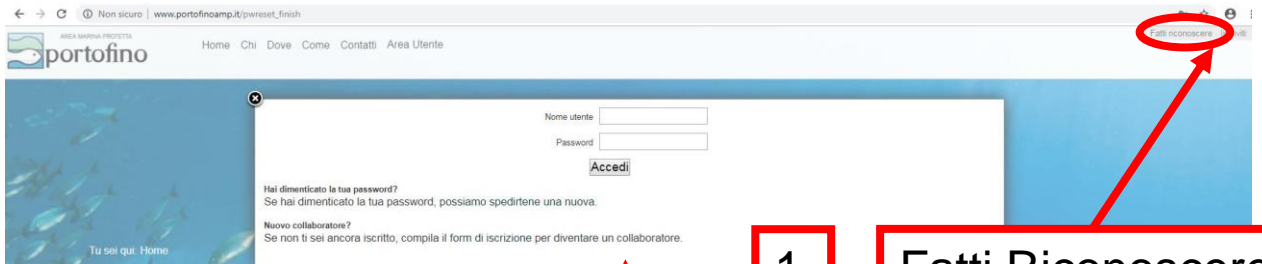 Non sicuro | www.portofinoamp.it/pwreset_finish
AREA MARINA PROTETTA
portofino
Home Chi Dove Come Contatti Area Utente
Fatti riconoscere
Nome utente
Password
Accedi
Hai dimenticato la tua password?
Se hai dimenticato la tua password, possiamo spedirtene una nuova.
Nuovo collaboratore?
Se non ti sei ancora iscritto, compila il form di iscrizione per diventare un collaboratore.
Tu sei qui: Home
1
Fatti Riconoscere